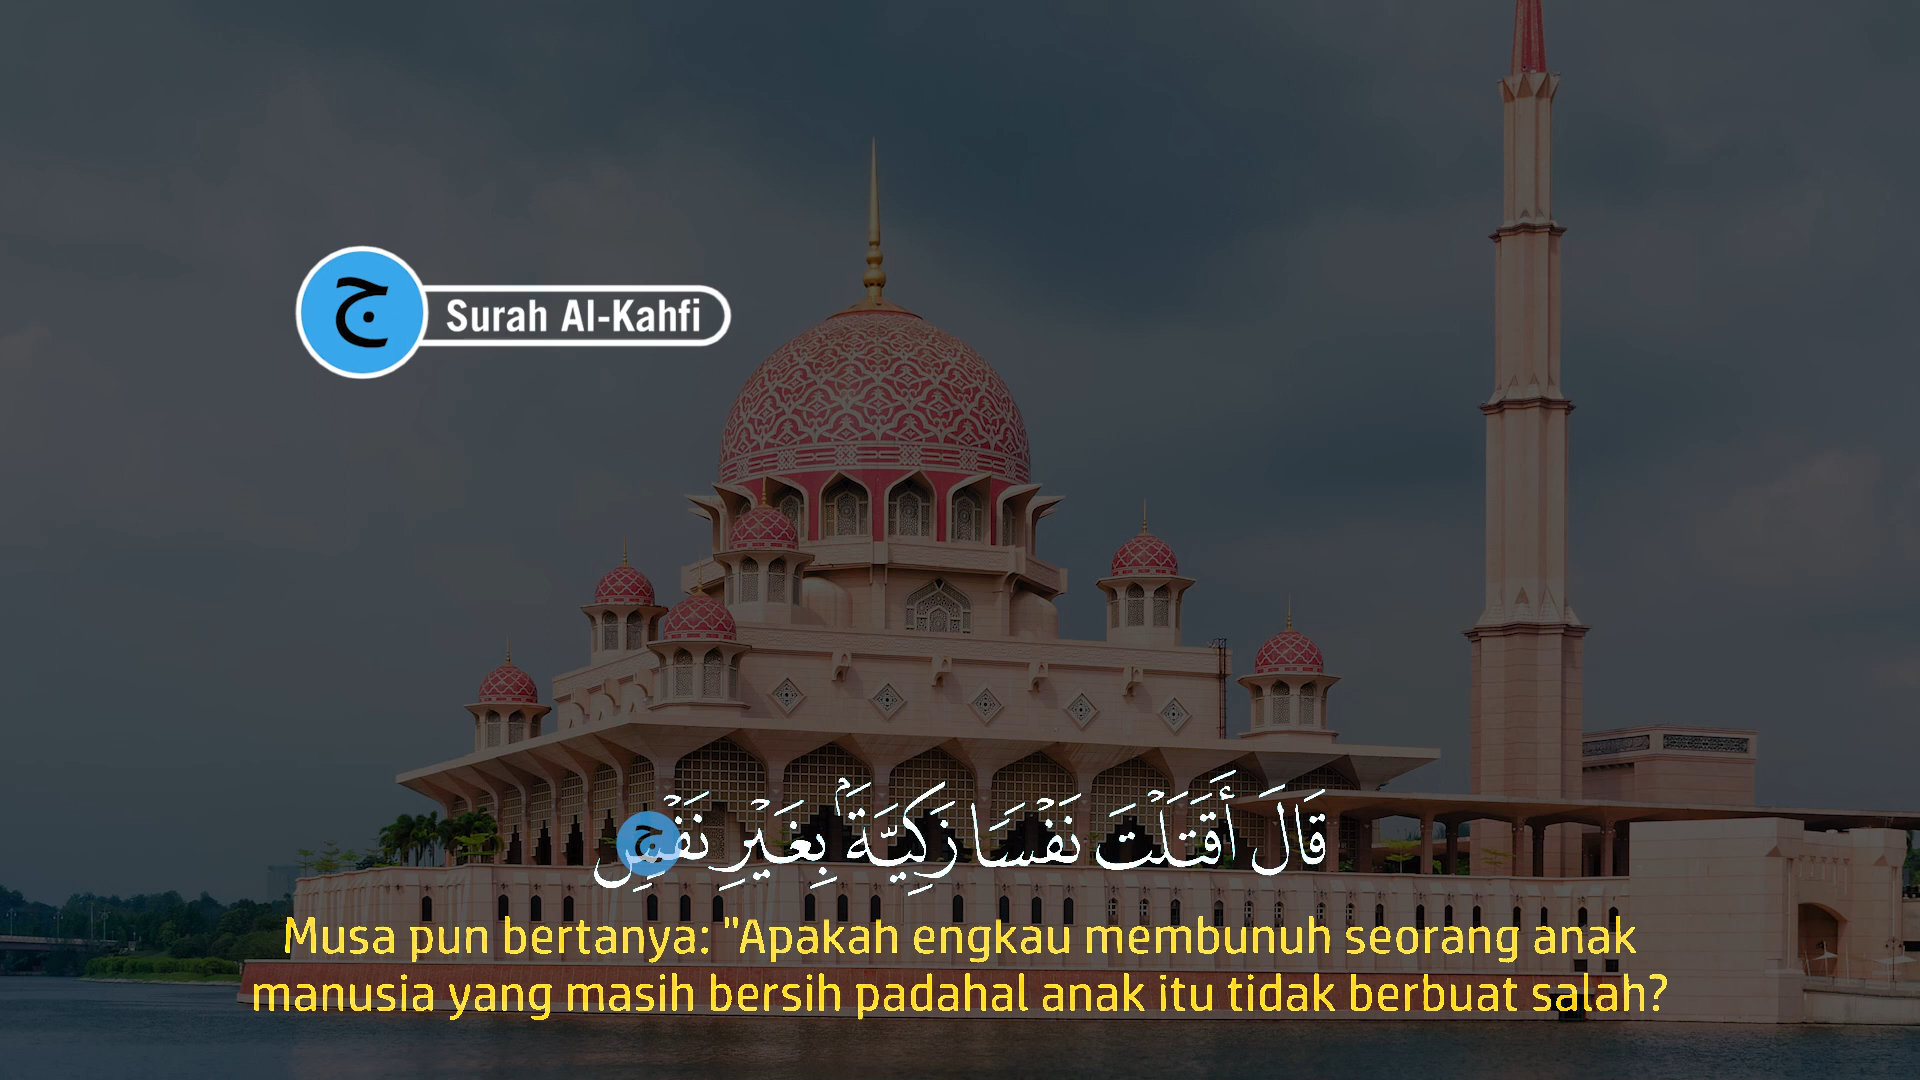 ج
Surah Al-Kahfi
قَالَ أَقَتَلْتَ نَفْسًا زَكِيَّةًۢ بِغَيْرِ نَفْسٍ
ج
Musa pun bertanya: "Apakah engkau membunuh seorang anak
manusia yang masih bersih padahal anak itu tidak berbuat salah?